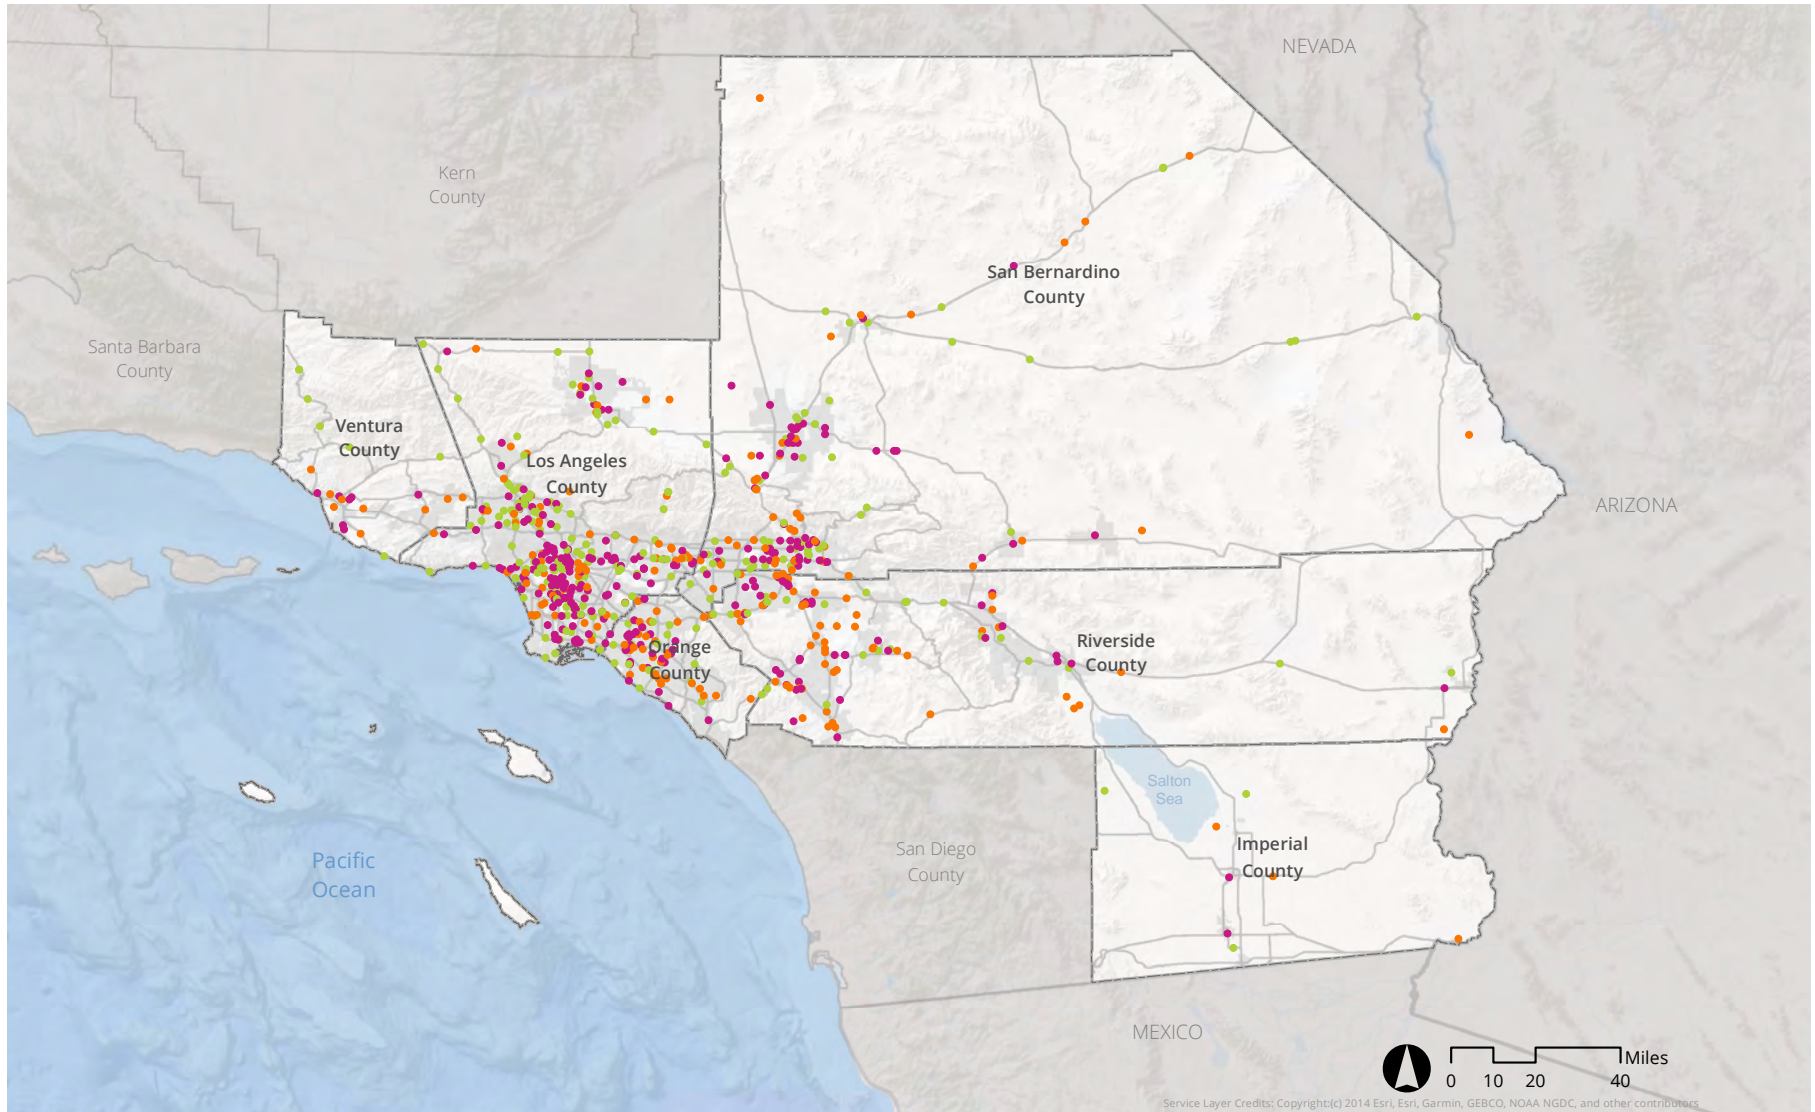 NEVADA
Kern
County
San Bernardino
County
Santa Barbara
County
Ventura
County
Los Angeles
County
ARIZONA
Orange
County
Riverside
County
Salton
Sea
Imperial
County
San Diego
County
Pacific
Ocean
MEXICO
Miles
0 10 20 40
Service Layer Credits: Copyright:(c) 2014 Esri, Esri, Garmin, GEBCO, NOAA NGDC, and other contributors